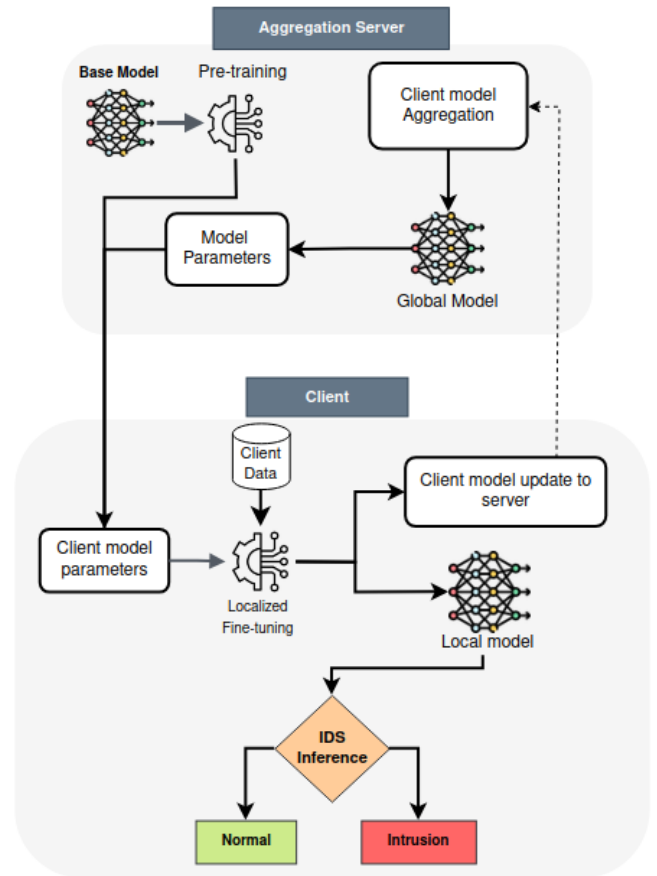 Aggregation Server
Base Model
Pre-training
Client model
Aggregation
Model
Parameters
Global Model
Client
Client
Data
Client model update to
server
Client model
parameters
Localized
Fine-tuning
Local model
IDS
Inference
Normal
Intrusion